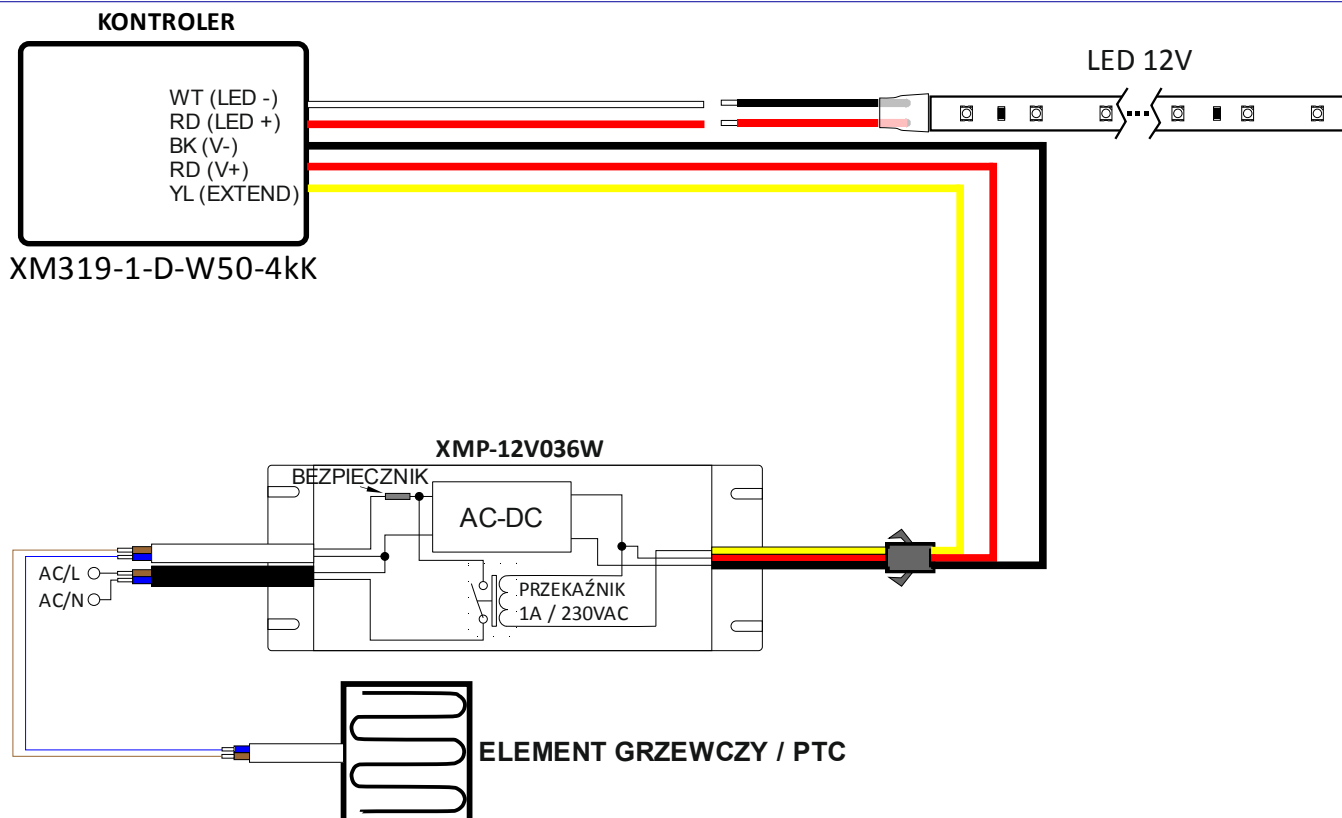 KONTROLER
LED 12V
WT (LED -)
RD (LED +)
BK (V-)
RD (V+)
YL (EXTEND)
XM319-1-D-W50-4kK
XMP-12V036W
BEZPIECZNIK
AC-DC
AC/L
AC/N
PRZEKAŹNIK
1A / 230VAC
ELEMENT GRZEWCZY / PTC